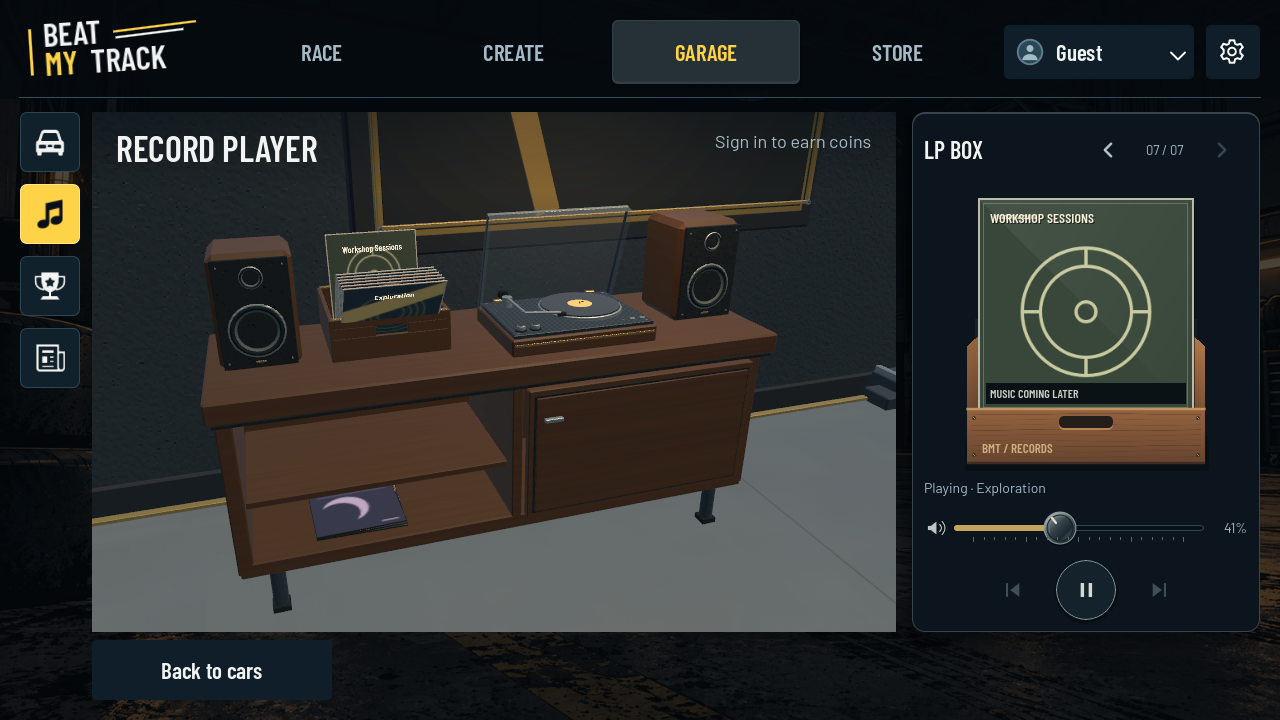 BEAT
MY TRACK
RACE
CREATE
GARAGE
STORE
Guest
RECORD PLAYER
Sign in to earn coins
Workshop Sessions
Exploration
LP BOX
07 / 07
WORKSHOP SESSIONS
MUSIC COMING LATER
BMT / RECORDS
Playing · Exploration
41%
Back to cars